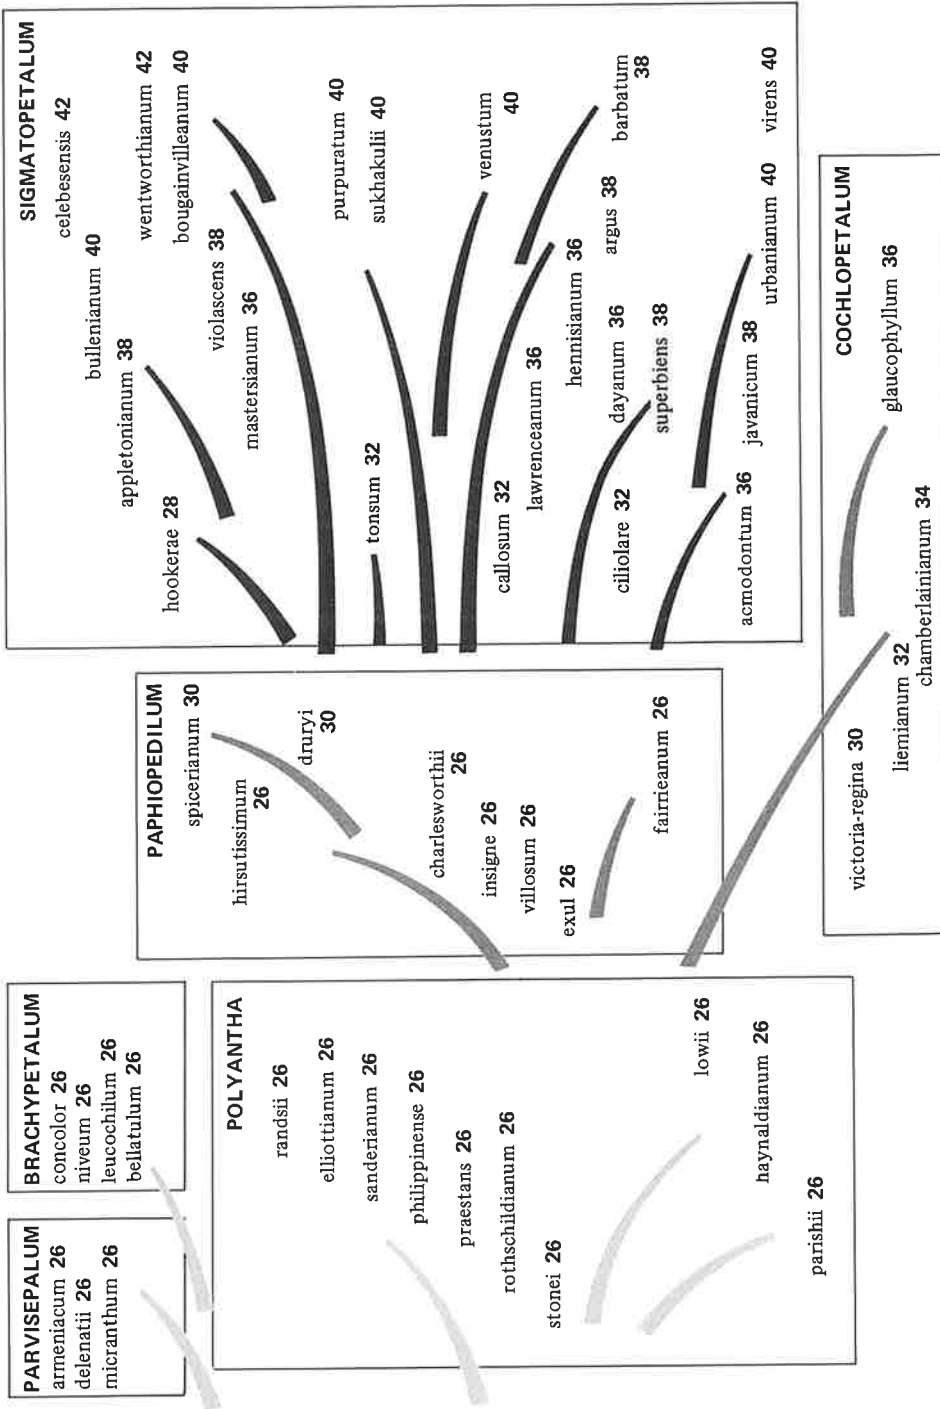 PARVISEPALUM
armeniacum 26
delenatii 26
micranthum 26
BRACHYPETALUM
concolor 26
niveum 26
leucochilum 26
bellatulum 26
POLYANTHA
randsii 26
elliottianum 26
sanderianum 26
philippinense 26
praestans 26
rothschildianum 26
stonei 26
lowii 26
haynaldianum 26
parishii 26
PAPHIOPEDILUM
spicerianum 30
hirsutissimum
26
druryi
30
charlesworthii
26
insigne 26
villosum 26
exul 26
fairrieanum 26
SIGMATOPETALUM
celebesensis 42
bullenianum 40
appletonianum 38
wentworthianum 42
hookerae 28
bougainvilleanum 40
violascens 38
mastersianum 36
purpuratum 40
tonsum 32
sukhakulii 40
venustum
40
callosum 32
lawrenceanum 36
hennisianum 36
argus 38
barbatum
38
dayanum 36
ciliolare 32
superbiens 38
acmodontum 36
javanicum 38
urbanianum 40
virens 40
COCHLOPETALUM
victoria-regina 30
glaucophyllum 36
liemianum 32
chamberlainianum 34